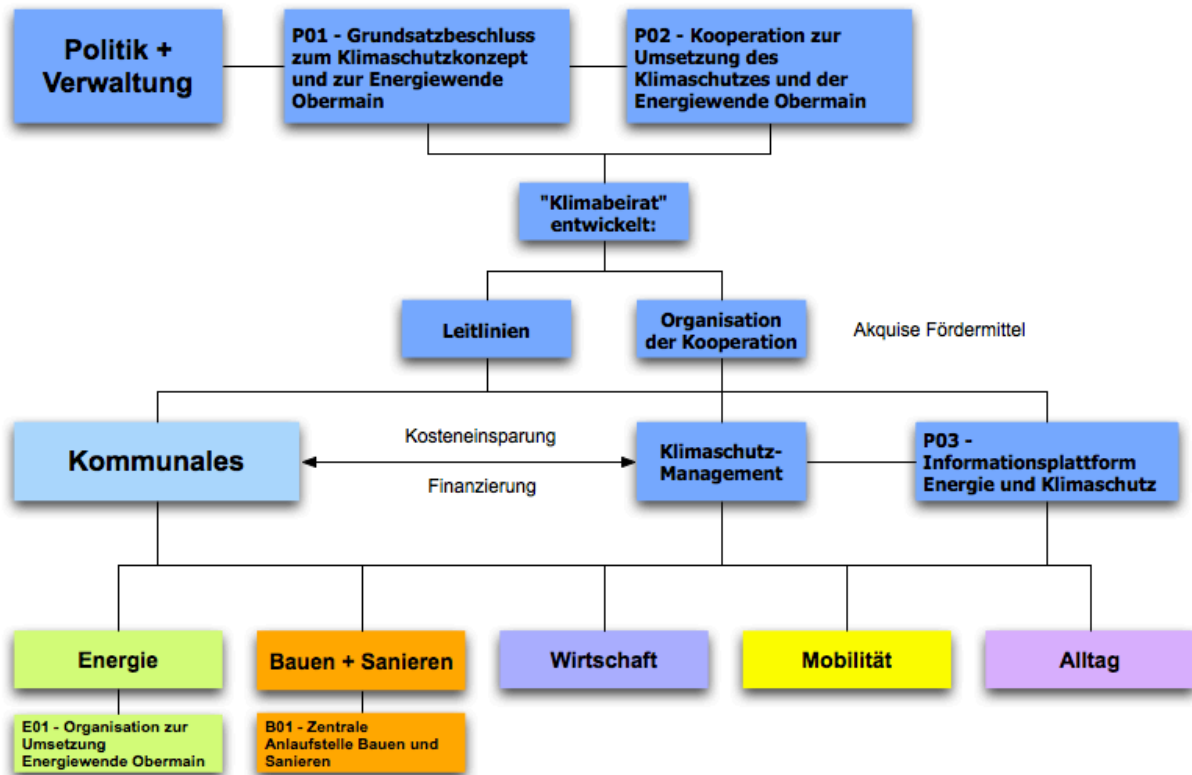 Politik +
Verwaltung
P01 - Grundsatzbeschluss
zum Klimaschutzkonzept
und zur Energiewende
Obermain
P02 - Kooperation zur
Umsetzung des
Klimaschutzes und der
Energiewende Obermain
"Klimabeirat"
entwickelt:
Leitlinien
Organisation
der Kooperation
Akquise Fördermittel
Kommunales
Kosteneinsparung
Finanzierung
Klimaschutz-
Management
P03 -
Informationsplattform
Energie und Klimaschutz
Energie
Bauen + Sanieren
Wirtschaft
Mobilität
Alltag
E01 - Organisation zur
Umsetzung
Energiewende Obermain
B01 - Zentrale
Anlaufstelle Bauen und
Sanieren